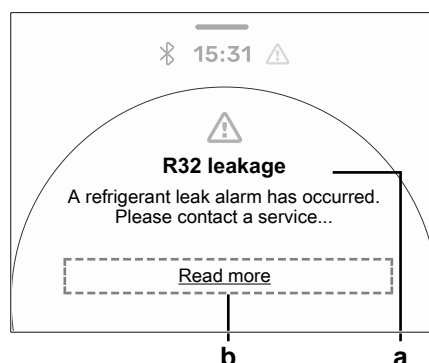 15:31
R32 leakage
A refrigerant leak alarm has occurred.
Please contact a service...
Read more
b a